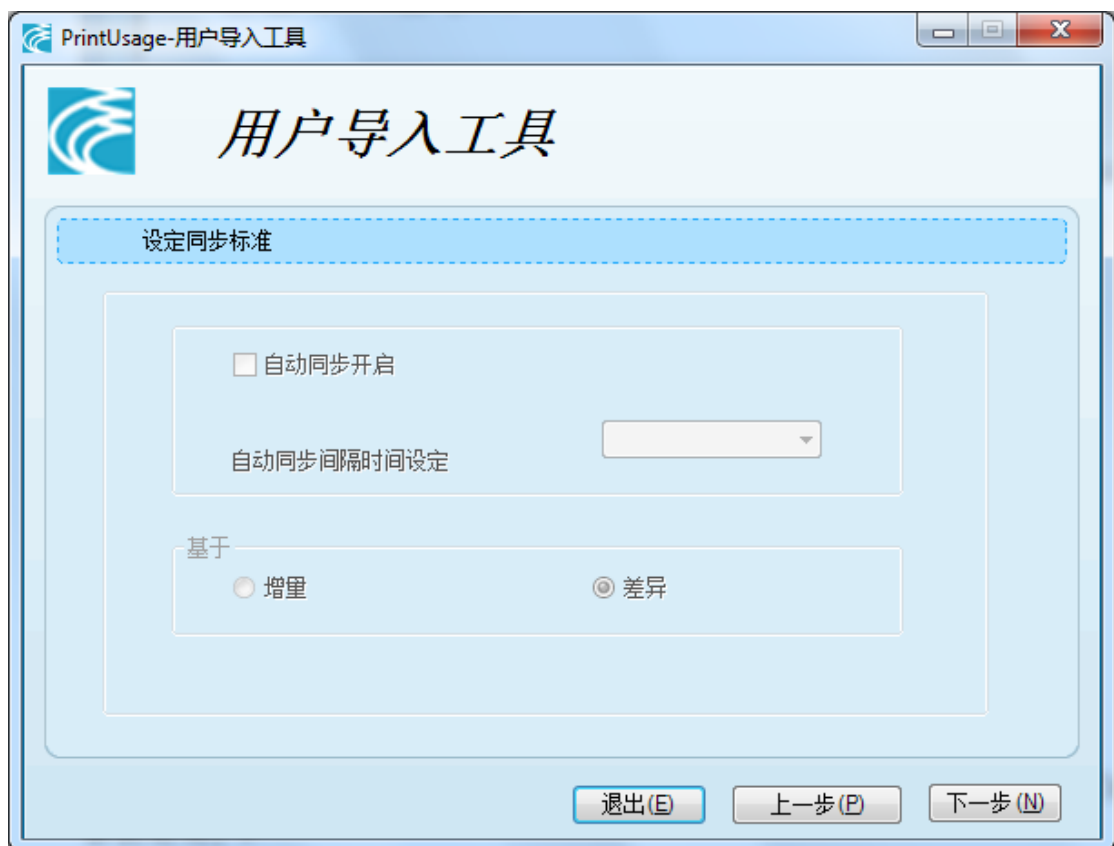 PrintUsage-用户导入工具
用户导入工具
设定同步标准
自动同步开启
自动同步间隔时间设定
基于
增量 差异
退出(E) 上一步(P) 下一步(N)